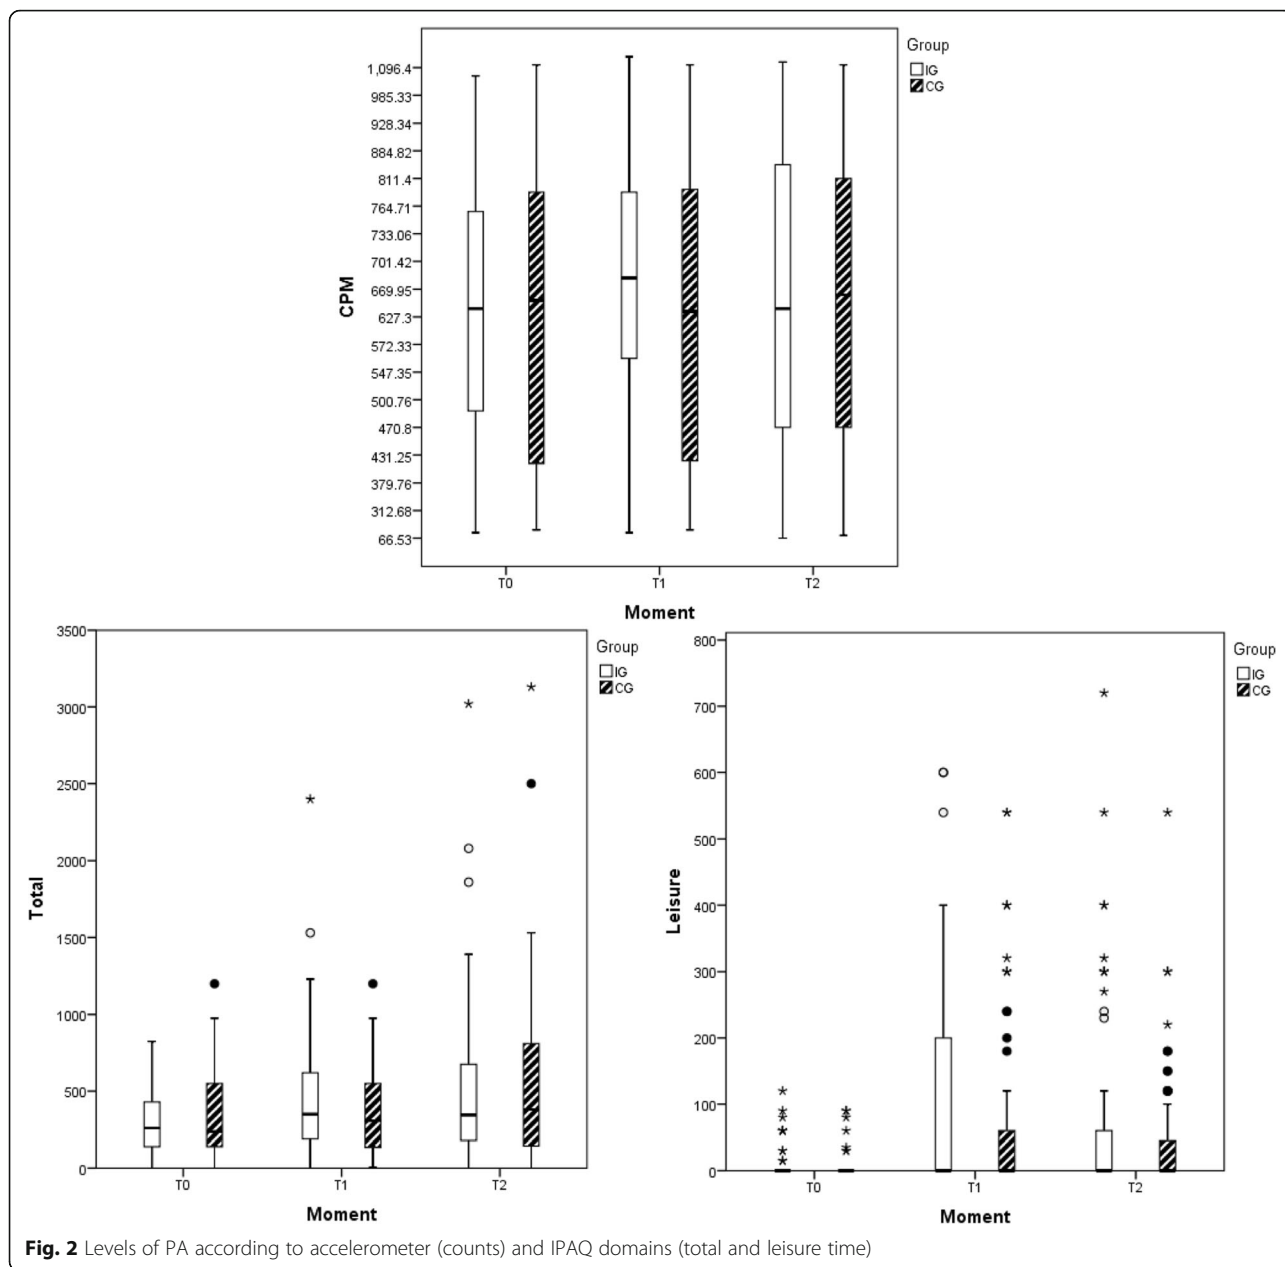 Group
IG
CG
1,096.4
985.33
928.34
884.82
811.4
764.71
733.06
701.42
669.95
627.3
572.33
547.35
500.76
470.8
431.25
379.76
312.68
66.53
CPM
T0 T1 T2
Moment
Group
IG
CG
3500
3000
2500
2000
1500
1000
500
0
Total
T0 T1 T2
Moment
Group
IG
CG
800
700
600
500
400
300
200
100
0
Leisure
T0 T1 T2
Moment
Fig. 2 Levels of PA according to accelerometer (counts) and IPAQ domains (total and leisure time)